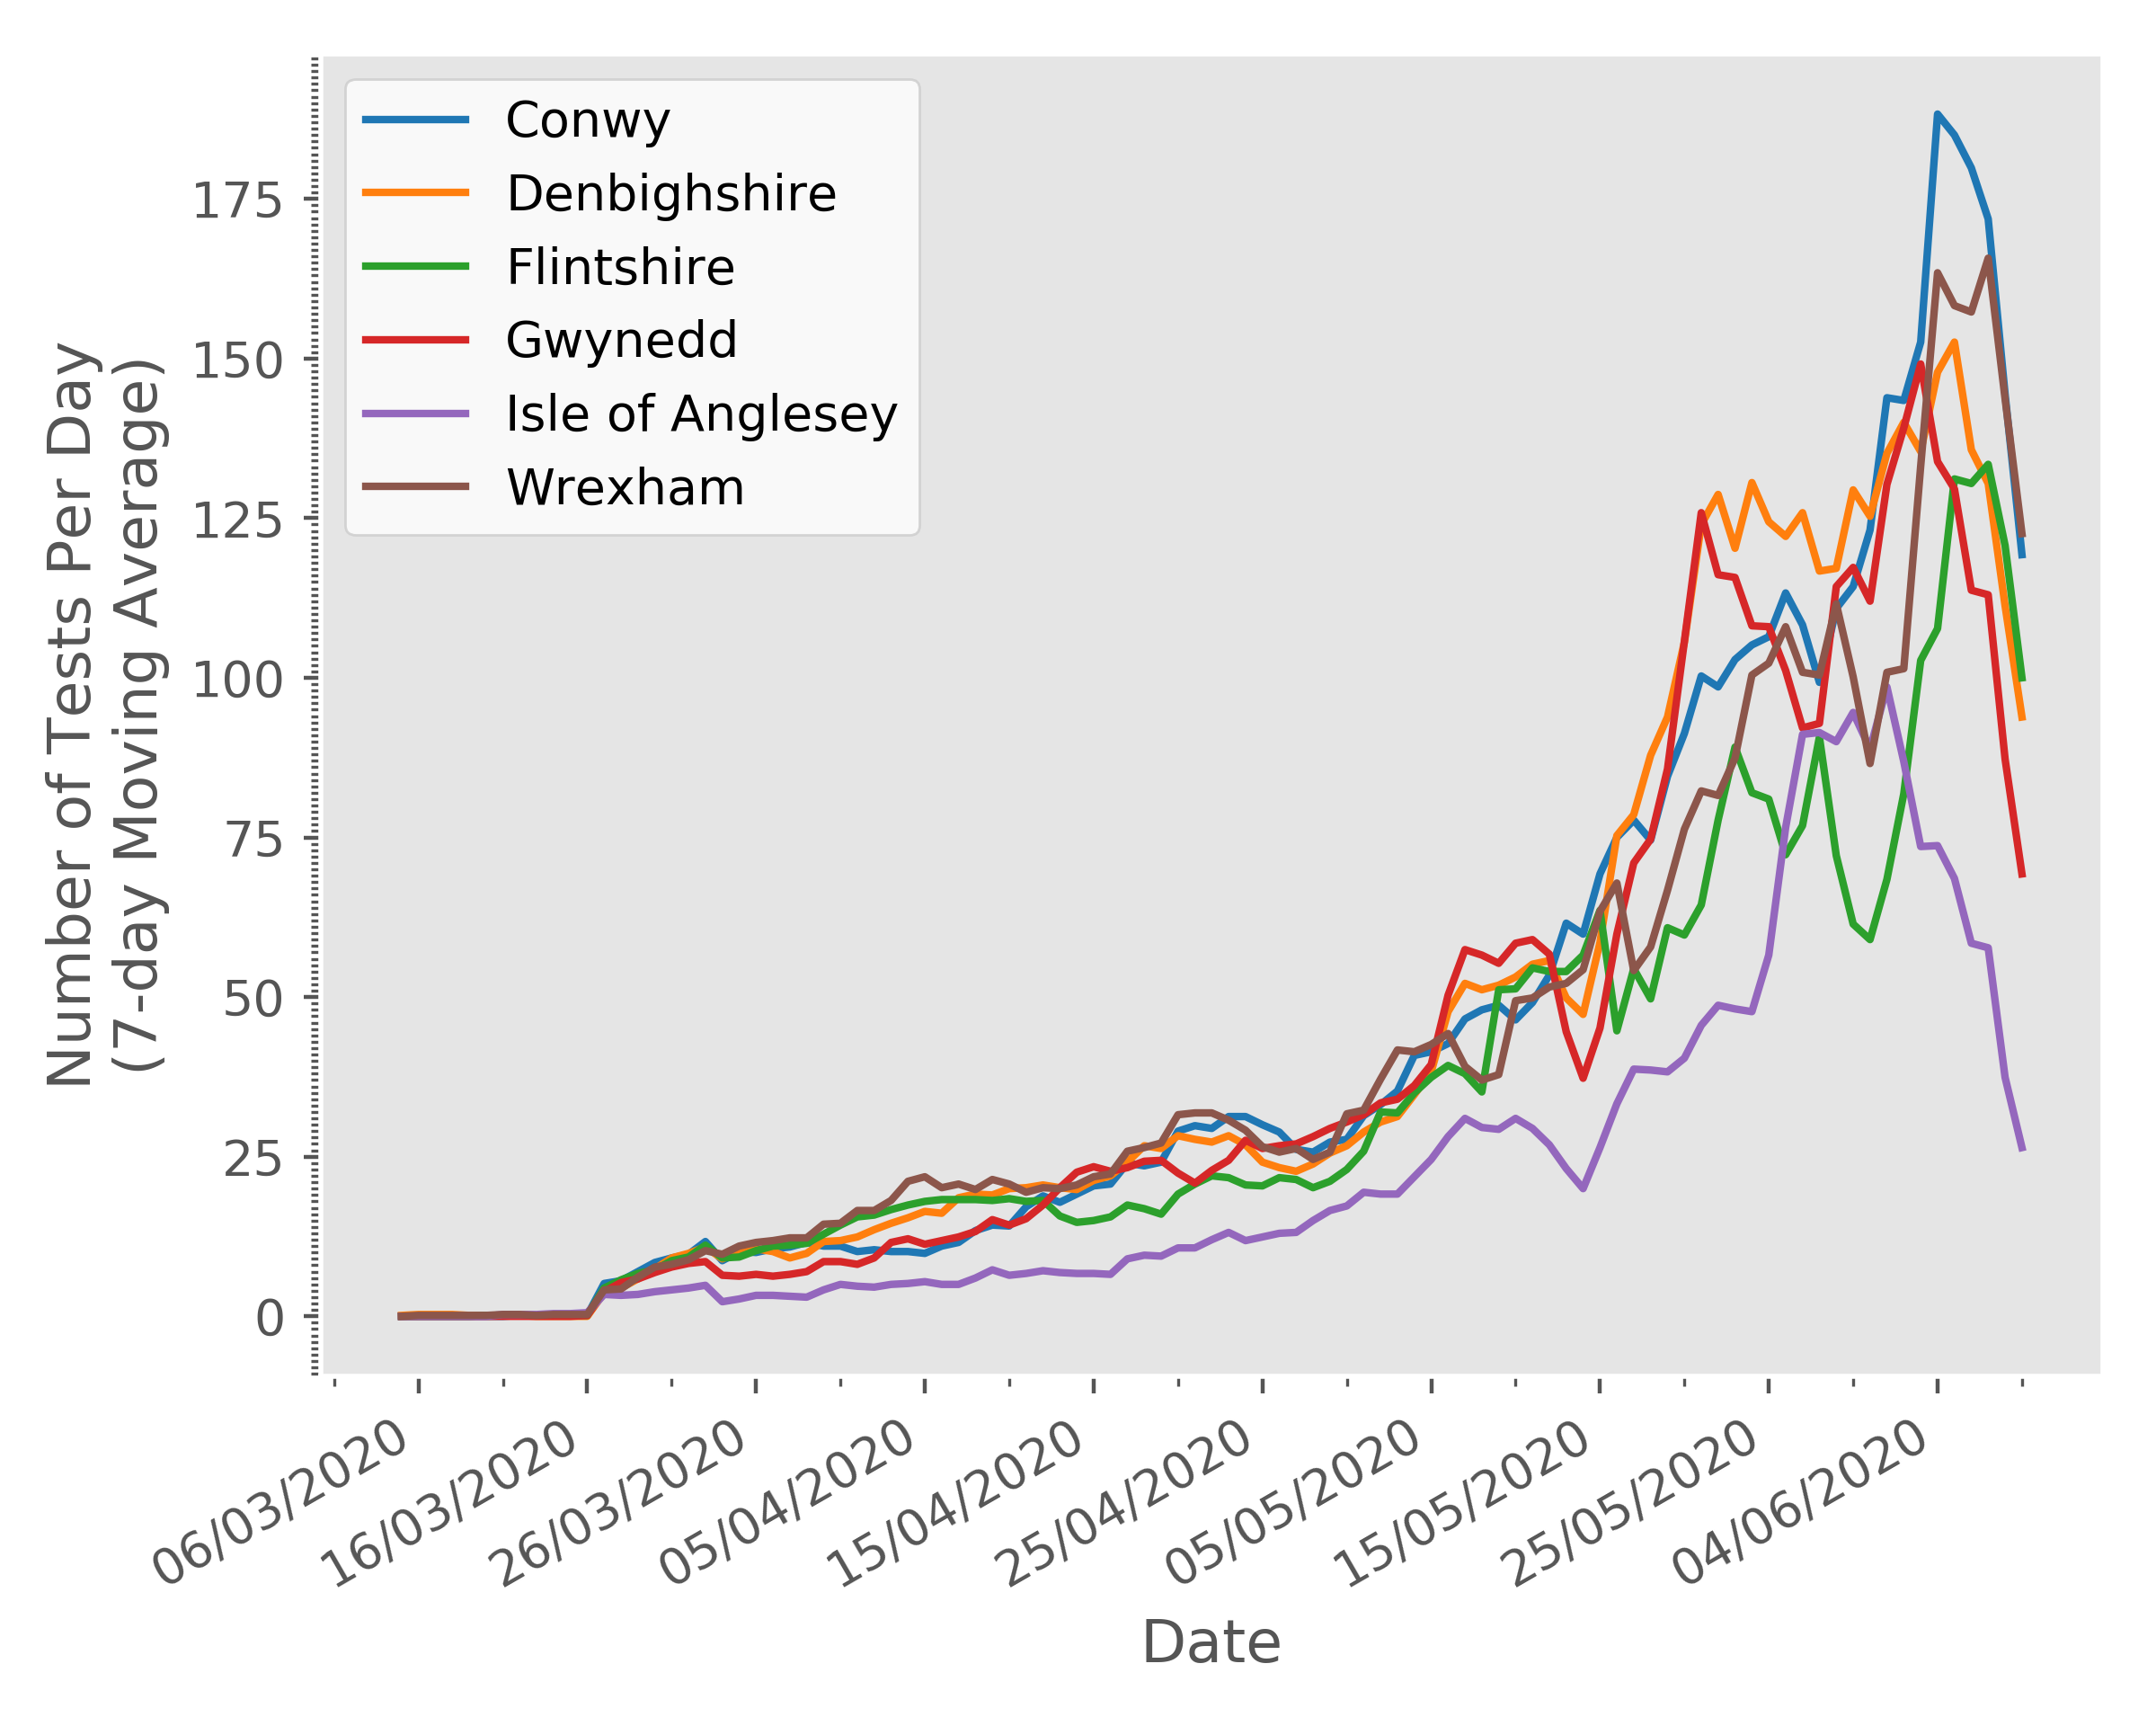 Conwy
Denbighshire
Flintshire
Gwynedd
Isle of Anglesey
Wrexham
Number of Tests Per Day
(7-day Moving Average)
175
150
125
100
75
50
25
0
06/03/2020
16/03/2020
26/03/2020
05/04/2020
15/04/2020
25/04/2020
05/05/2020
15/05/2020
25/05/2020
04/06/2020
Date